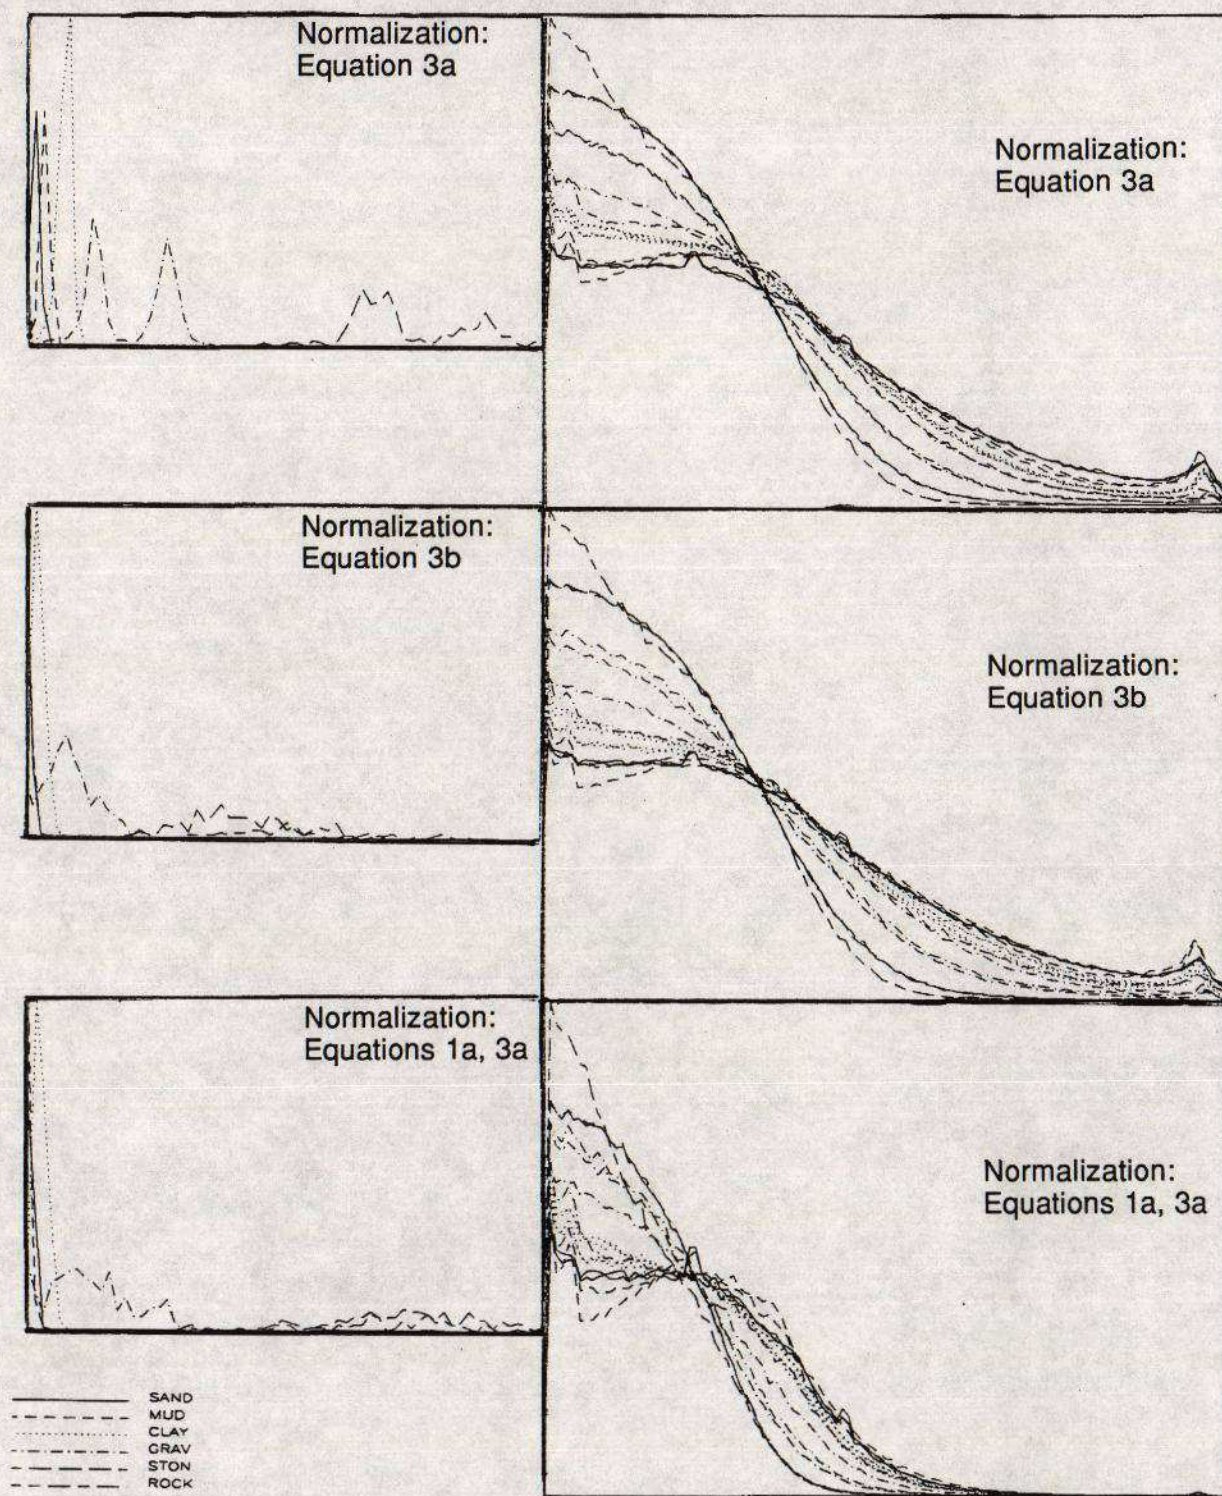 Normalization:
Equation 3a
Normalization:
Equation 3a
Normalization:
Equation 3b
Normalization:
Equation 3b
Normalization:
Equations 1a, 3a
Normalization:
Equations 1a, 3a
SAND
MUD
CLAY
GRAV
STON
ROCK